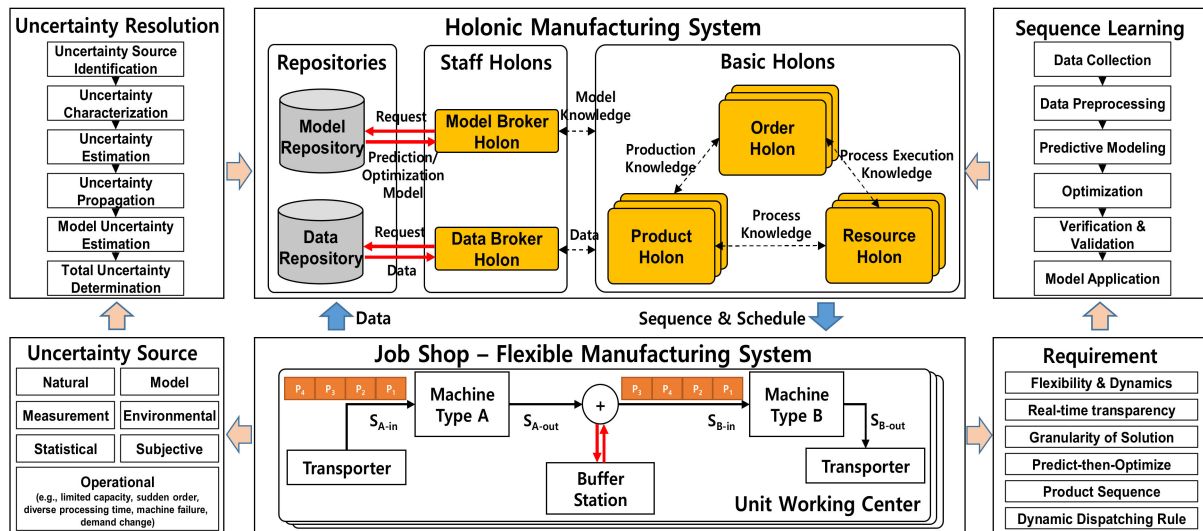 Uncertainty Resolution
Uncertainty Source
Identification
Uncertainty
Characterization
Uncertainty
Estimation
Uncertainty
Propagation
Model Uncertainty
Estimation
Total Uncertainty
Determination
Holonic Manufacturing System
Repositories
Model
Repository
Data
Repository
Request
Prediction/
Optimization
Model
Request
Data
Staff Holons
Model Broker
Holon
Data Broker
Holon
Model
Knowledge
Data
Basic Holons
Order
Holon
Production
Knowledge
Process Execution
Knowledge
Product
Holon
Process
Knowledge
Resource
Holon
Sequence Learning
Data Collection
Data Preprocessing
Predictive Modeling
Optimization
Verification &
Validation
Model Application
Data
Sequence & Schedule
Uncertainty Source
Natural
Model
Measurement
Environmental
Statistical
Subjective
Operational
(e.g., limited capacity, sudden order,
diverse processing time, machine failure,
demand change)
Job Shop – Flexible Manufacturing System
P4 P3 P2 P1
Machine
Type A
SA-in
SA-out
Transporter
+
Buffer
Station
P3 P4 P2 P1
SB-in
Machine
Type B
SB-out
Transporter
Unit Working Center
Requirement
Flexibility & Dynamics
Real-time transparency
Granularity of Solution
Predict-then-Optimize
Product Sequence
Dynamic Dispatching Rule